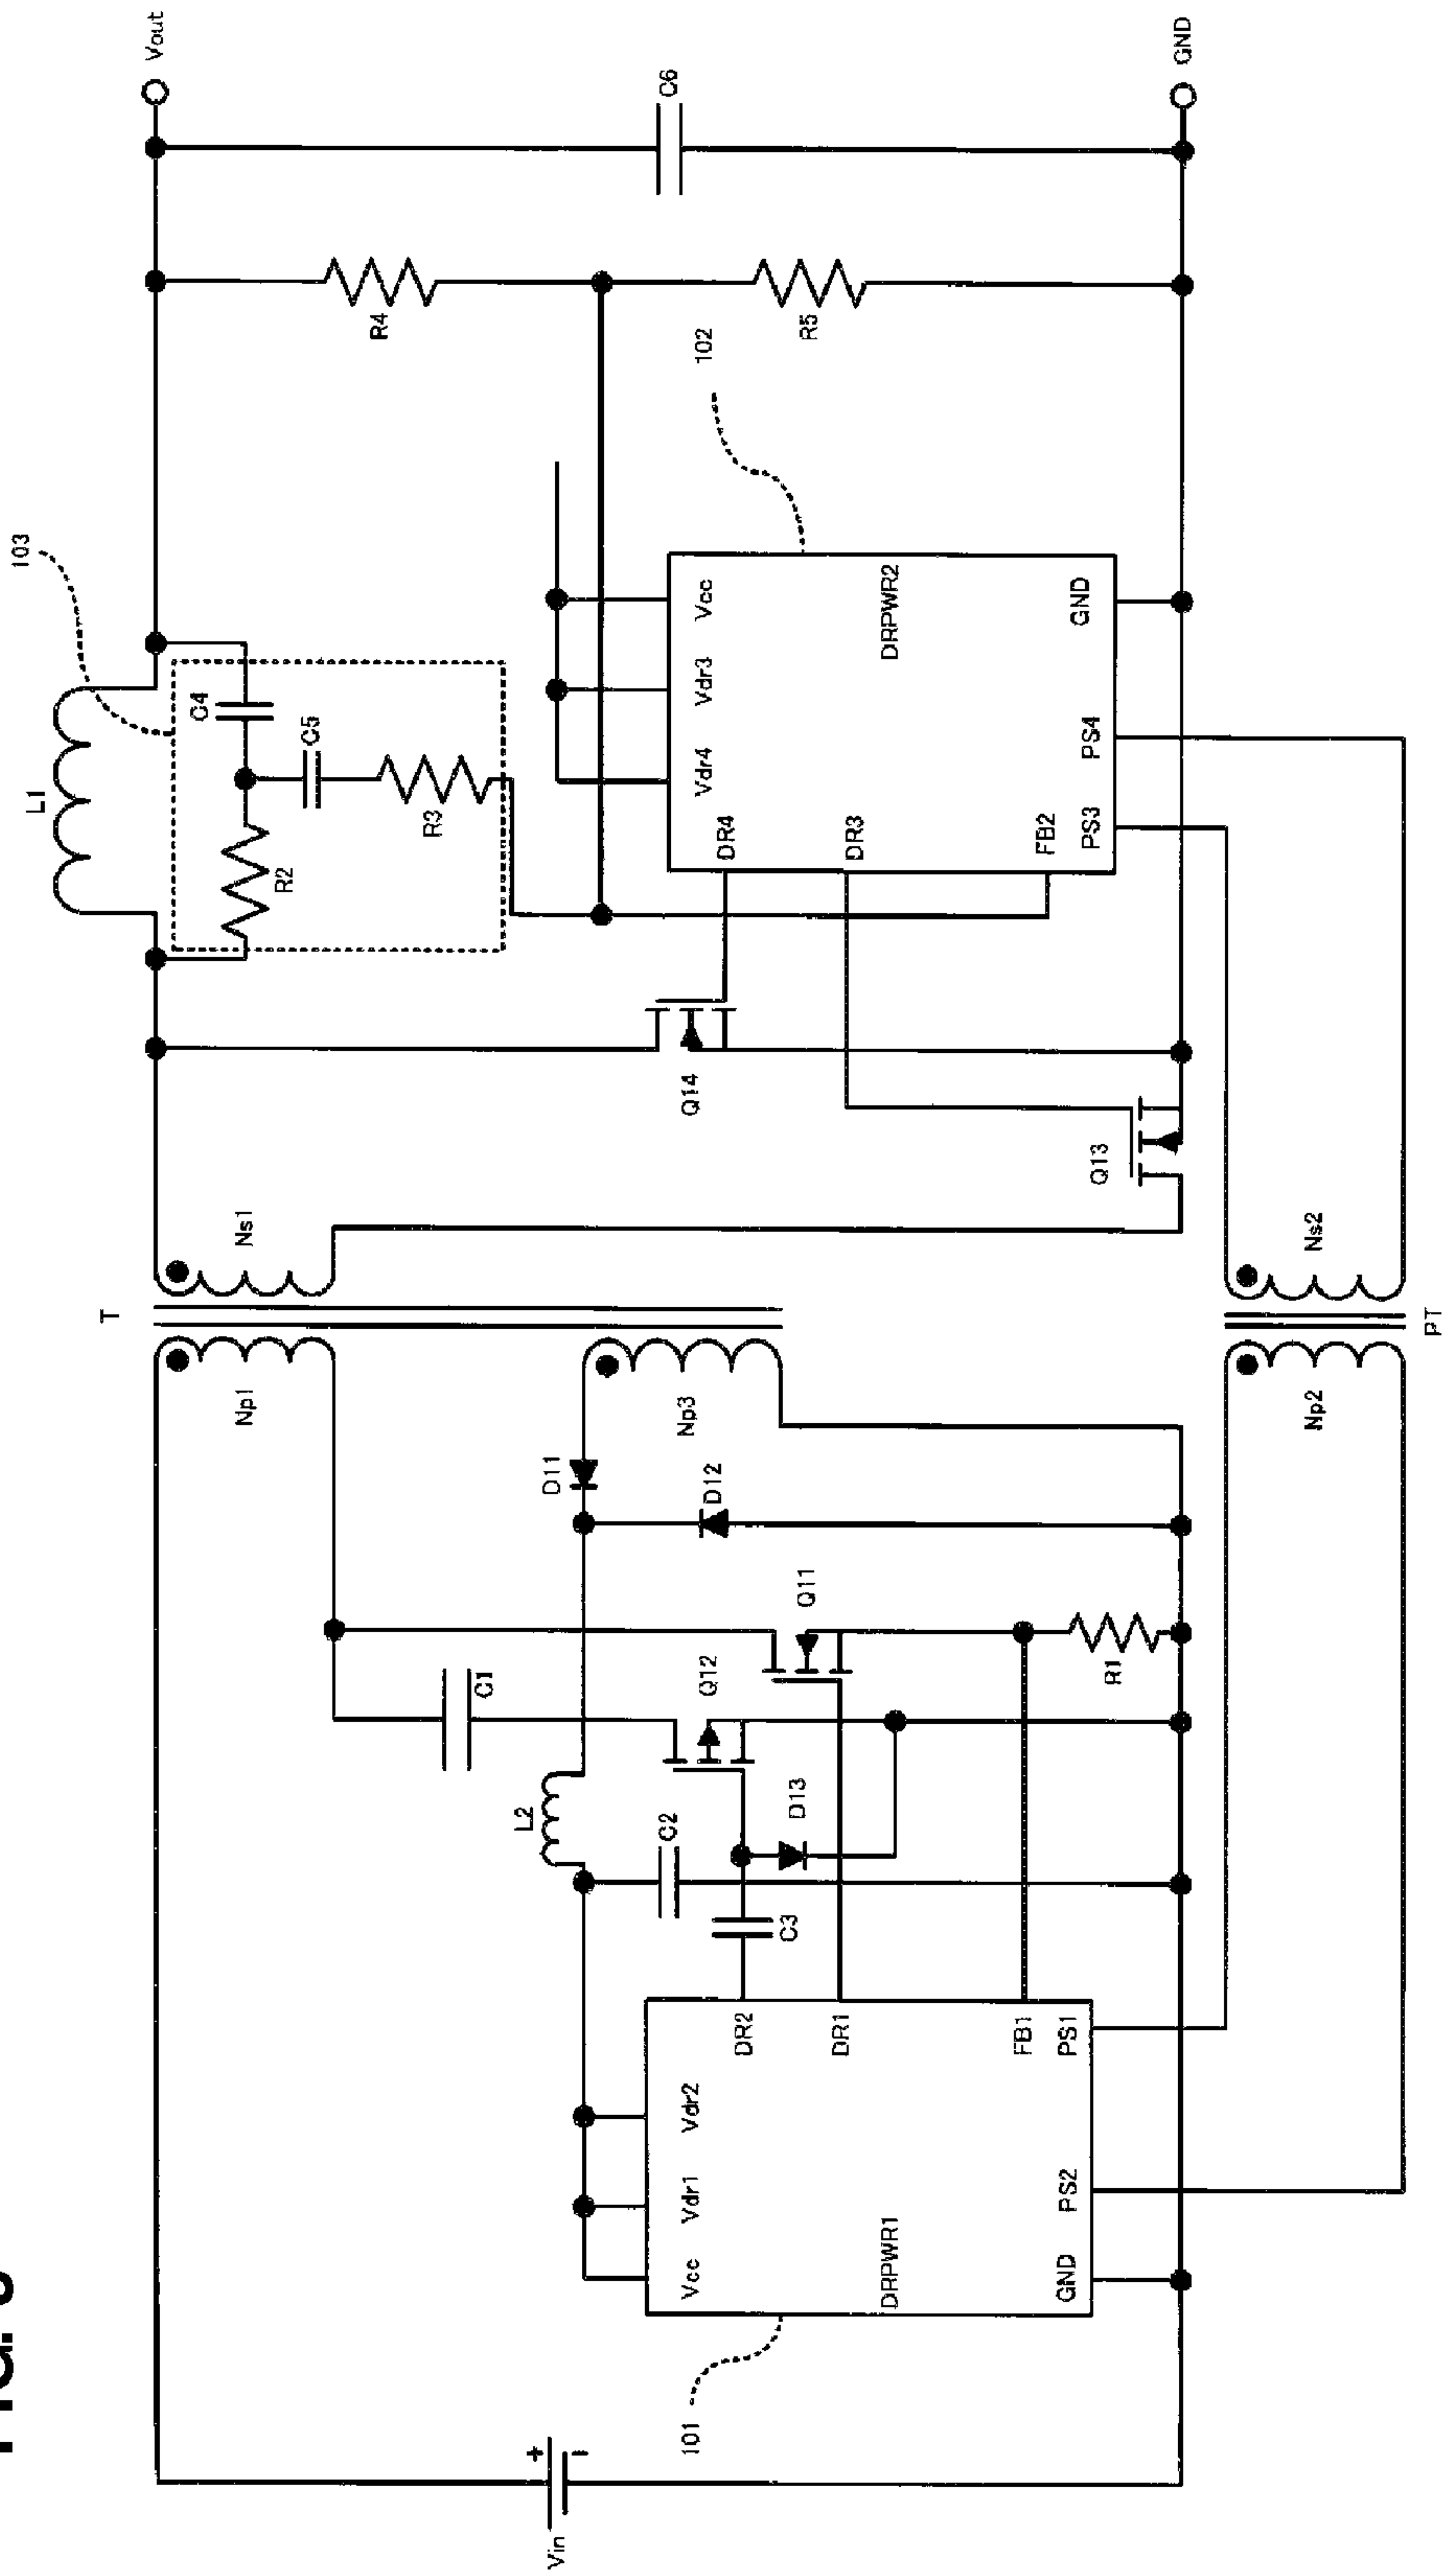 103
L1
Vout
C4
C5
R2
R3
R4
C6
102
R5
Vdr4
Vdr3
Vcc
DR4
DRPWR2
DR3
FB2
PS3
PS4
GND
GND
Q14
Q13
T
Np1
Ns1
Np3
D11
D12
C1
Q12
Q11
L2
C2
D13
C3
R1
Vcc
Vdr1
Vdr2
DR2
DRPWR1
DR1
FB1
GND
PS2
PS1
101
Vin
+
-
Np2
Ns2
PT